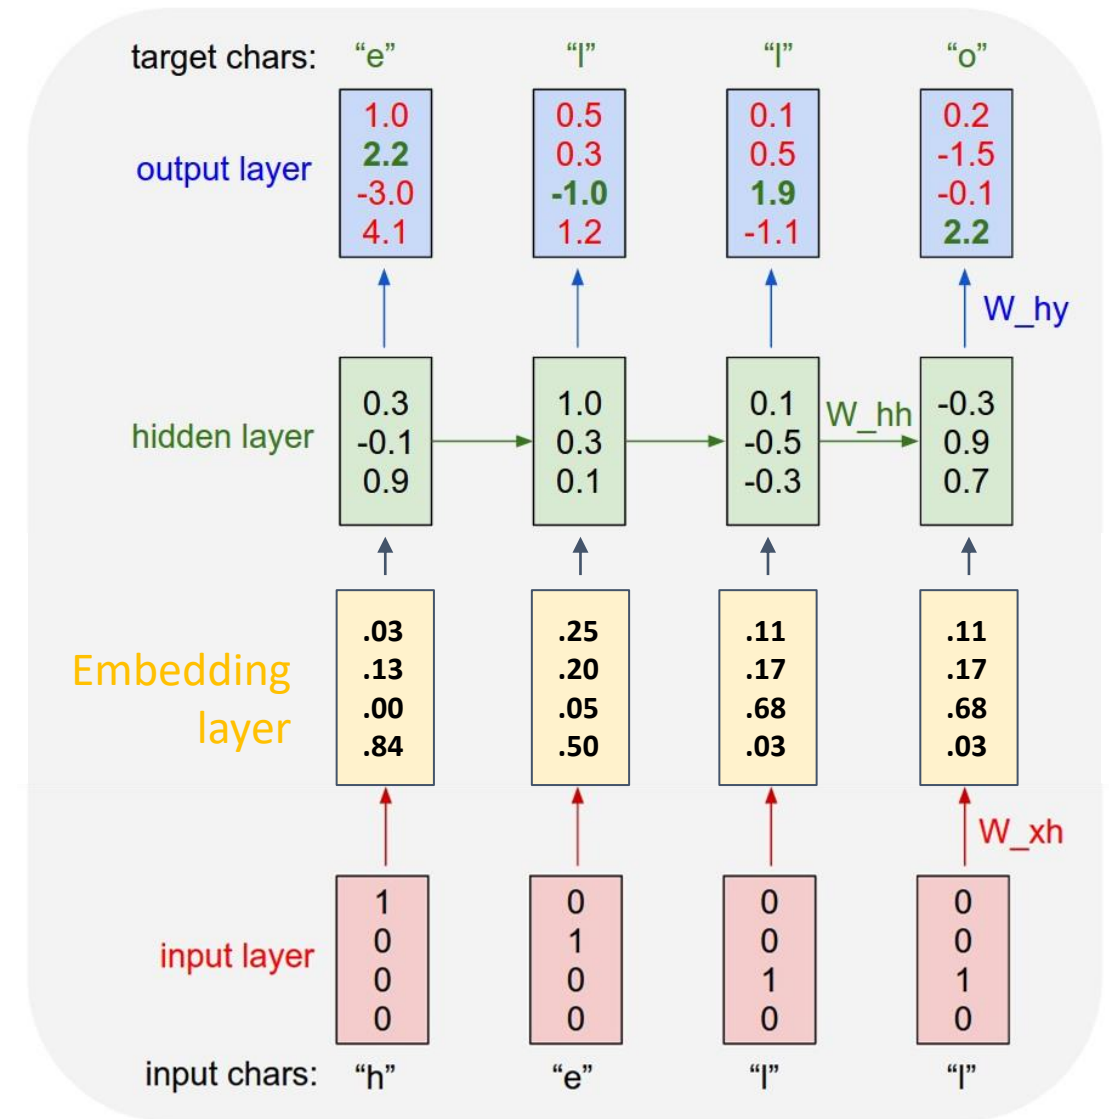 target chars: “e” “l” “l” “o”
output layer
1.0 0.5 0.1 0.2
2.2 0.3 0.5 -1.5
-3.0 -1.0 1.9 -0.1
4.1 1.2 -1.1 2.2
W_hy
hidden layer
0.3 1.0 0.1 -0.3
-0.1 0.3 -0.5 0.9
0.9 0.1 -0.3 0.7
W_hh
Embedding
layer
.03 .25 .11 .11
.13 .20 .17 .17
.00 .05 .68 .68
.84 .50 .03 .03
W_xh
input layer
1 0 0 0
0 1 0 0
0 0 1 1
0 0 0 0
input chars: “h” “e” “l” “l”